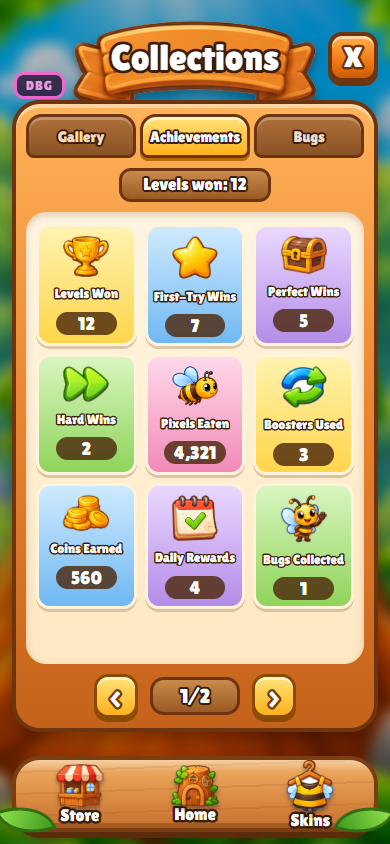 Collections
X
DBG
Gallery
Achievements
Bugs
Levels won: 12
Levels Won
12
First-Try Wins
7
Perfect Wins
5
Hard Wins
2
Pixels Eaten
4,321
Boosters Used
3
Coins Earned
560
Daily Rewards
4
Bugs Collected
1
1/2
Store
Home
Skins